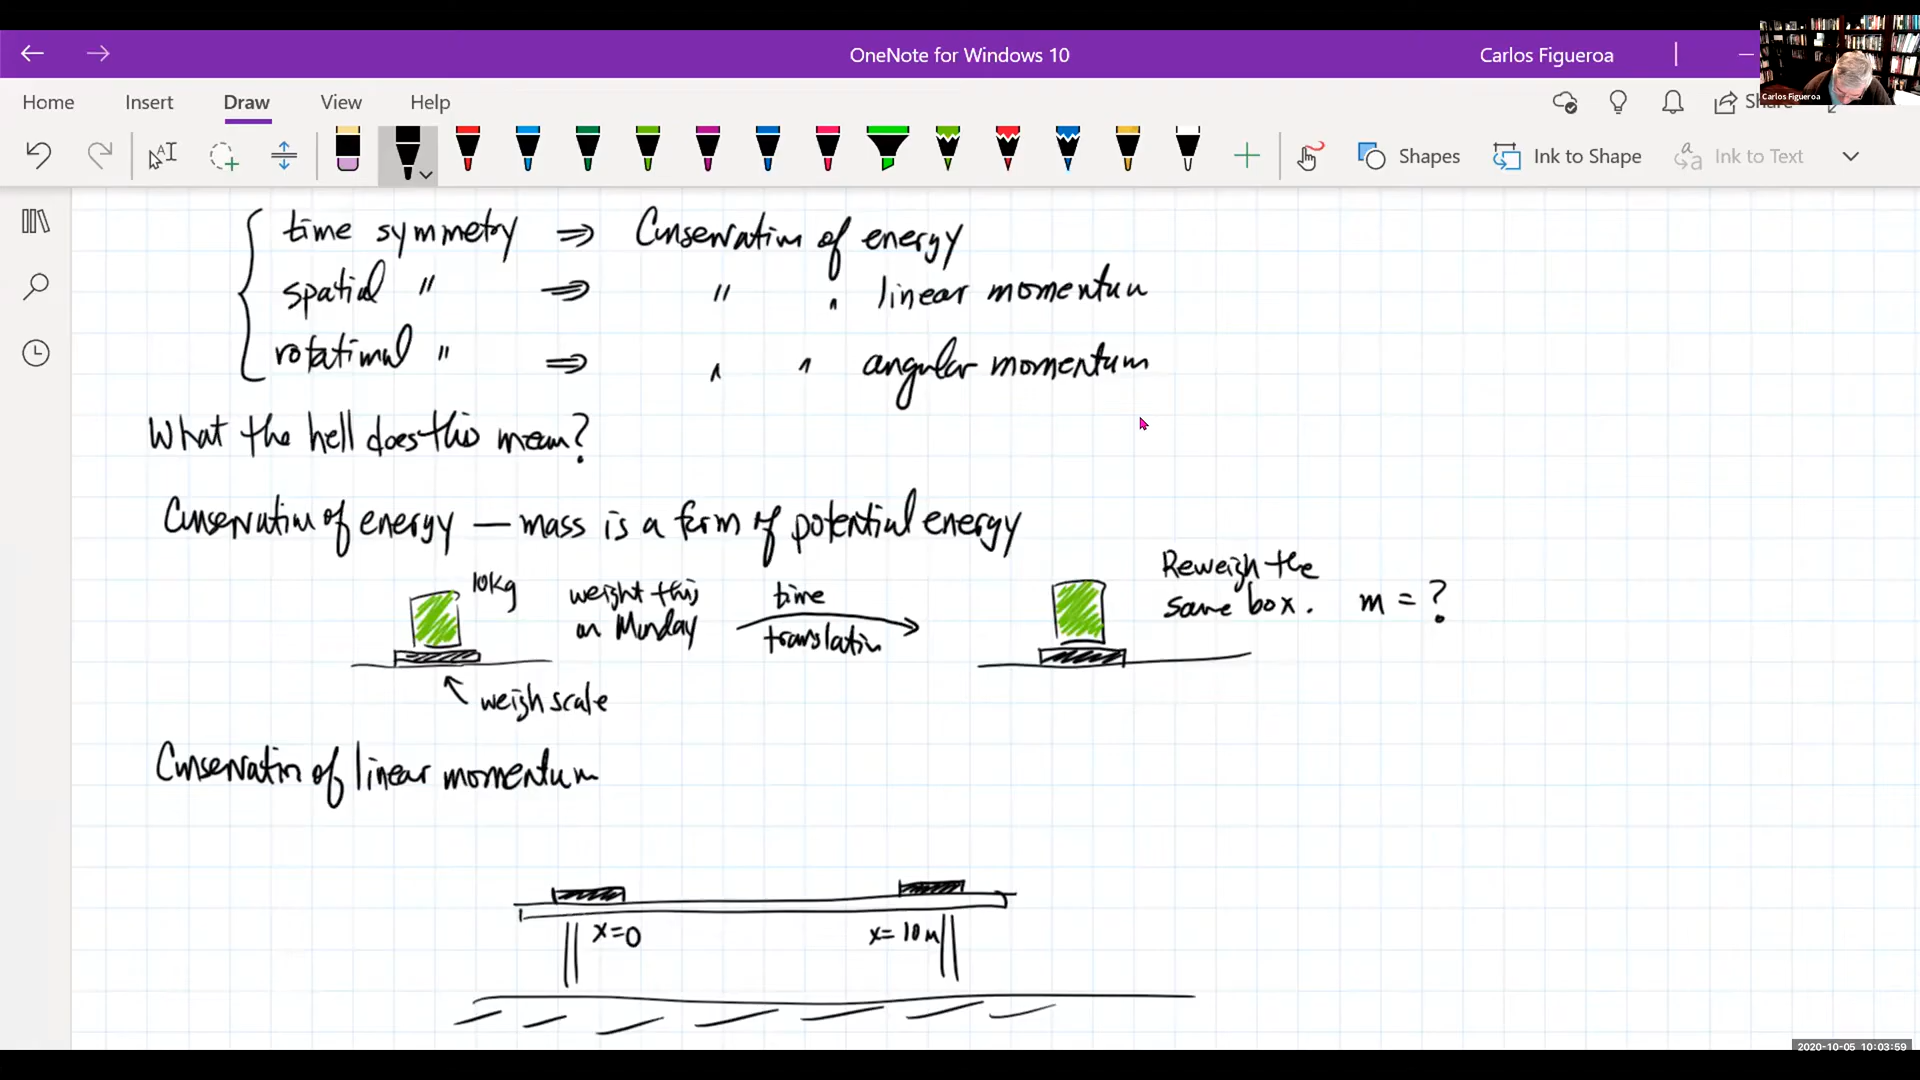 OneNote for Windows 10
Carlos Figueroa
Home Insert Draw View Help
Carlos Figueroa
Shapes Ink to Shape Ink to Text
time symmetry ⇒ Conservation of energy
spatial " ⇒ " " linear momentum
rotational " ⇒ " " angular momentum
What the hell does this mean?
Conservation of energy — mass is a form of potential energy
10kg
weight this
on Monday
time
translation
Reweigh the
same box. m = ?
weigh scale
Conservation of linear momentum
x=0
x= 10m
2020-10-05 10:03:59